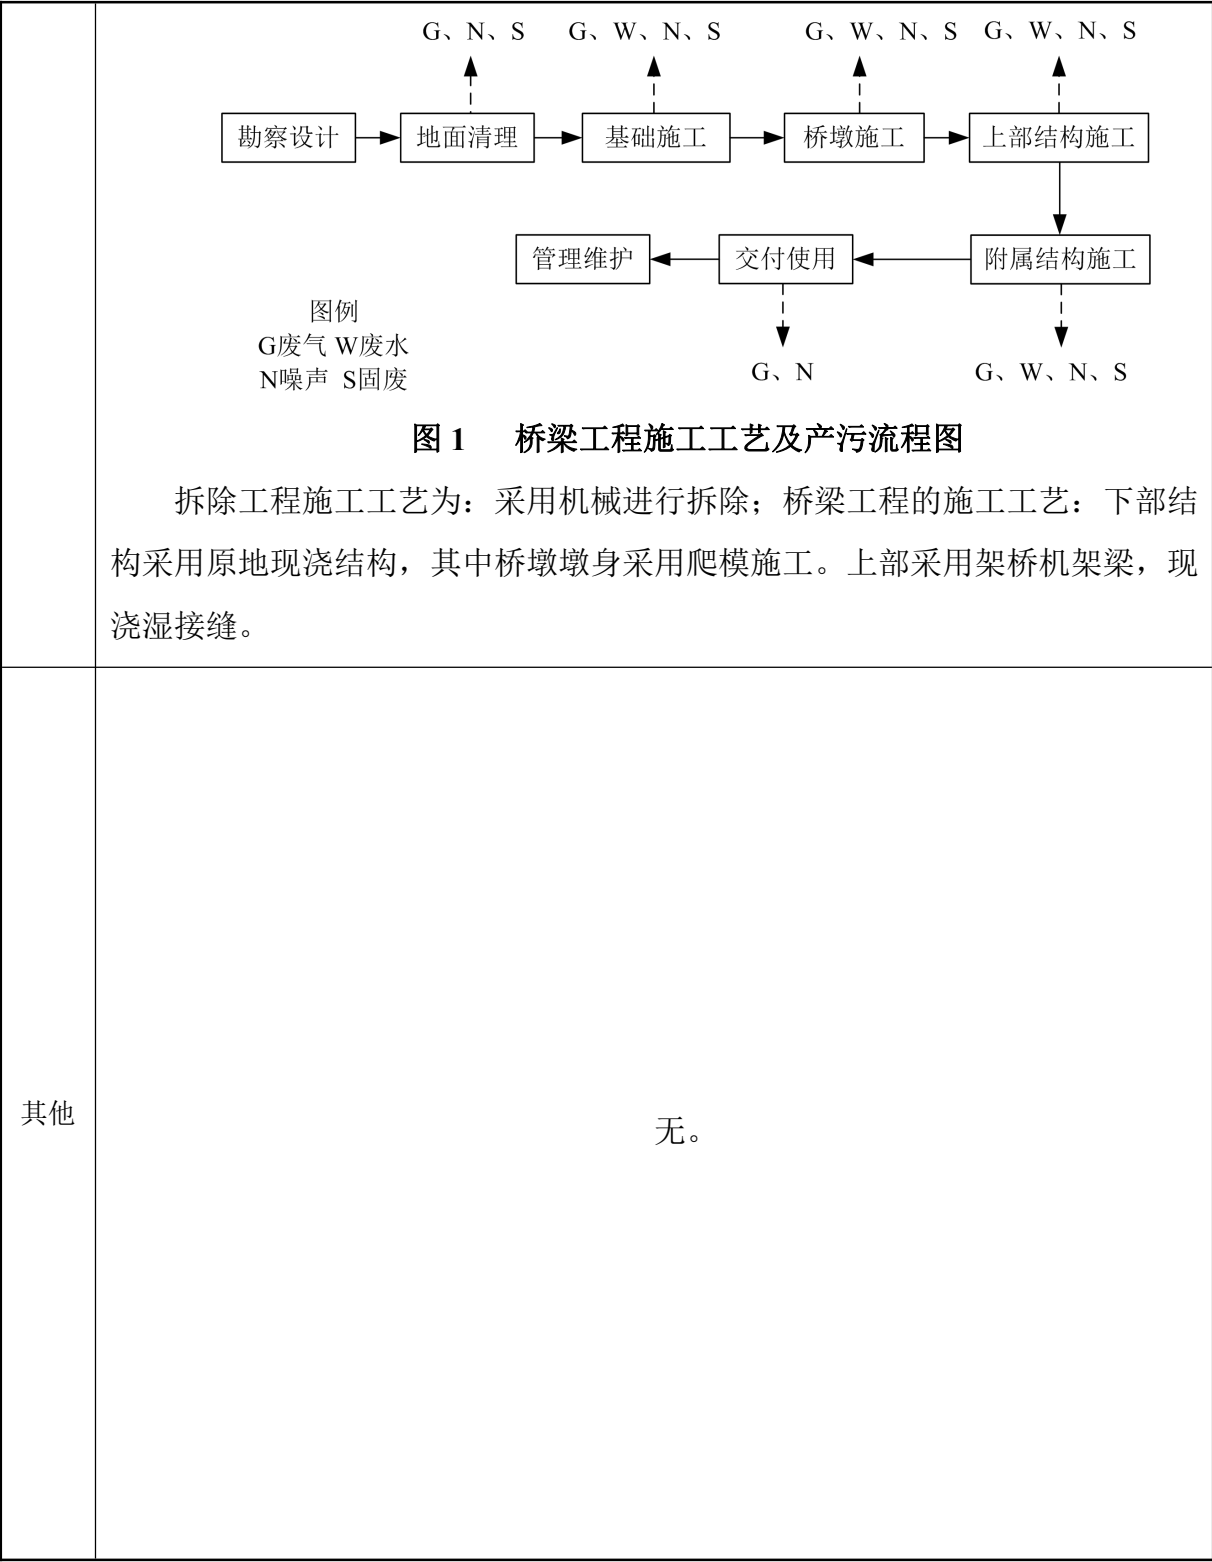 G、N、S G、W、N、S G、W、N、S G、W、N、S
勘察设计 地面清理 基础施工 桥墩施工 上部结构施工
管理维护 交付使用 附属结构施工
图例
G废气 W废水
N噪声 S固废
G、N G、W、N、S
图 1 桥梁工程施工工艺及产污流程图
拆除工程施工工艺为：采用机械进行拆除；桥梁工程的施工工艺：下部结
构采用原地现浇结构，其中桥墩墩身采用爬模施工。上部采用架桥机架梁，现
浇湿接缝。
其他
无。